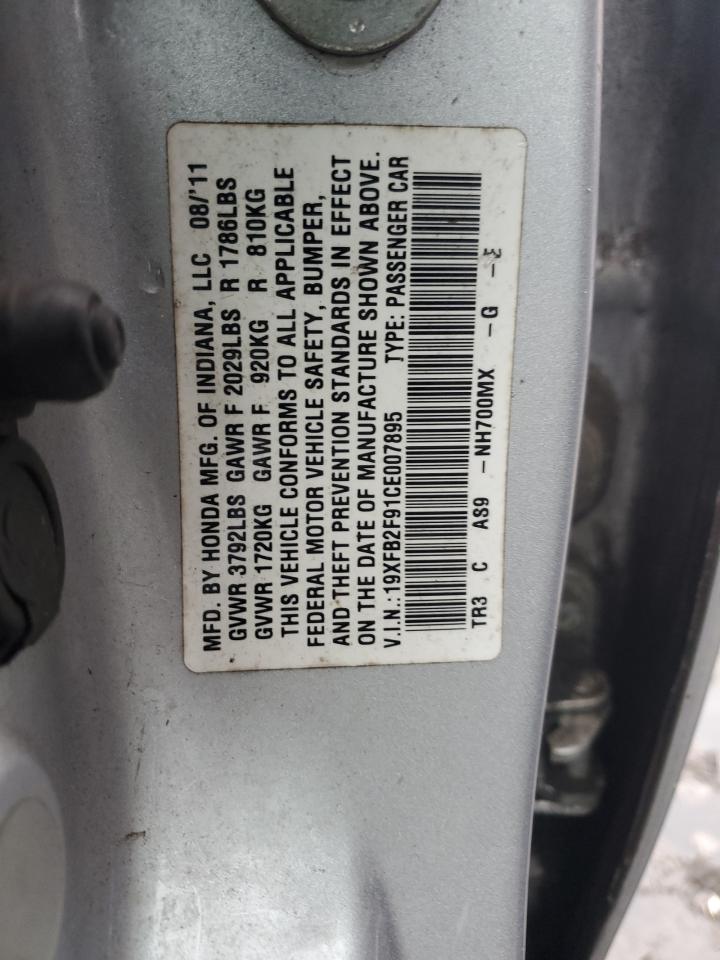 MFD. BY HONDA MFG. OF INDIANA, LLC 08/'11
GVWR 3792LBS GAWR F 2029LBS R 1786LBS
GVWR 1720KG GAWR F 920KG R 810KG
THIS VEHICLE CONFORMS TO ALL APPLICABLE
FEDERAL MOTOR VEHICLE SAFETY, BUMPER,
AND THEFT PREVENTION STANDARDS IN EFFECT
ON THE DATE OF MANUFACTURE SHOWN ABOVE.
V.I.N.:19XFB2F91CE007895 TYPE: PASSENGER CAR
TR3 C AS9 -NH700MX -G -E